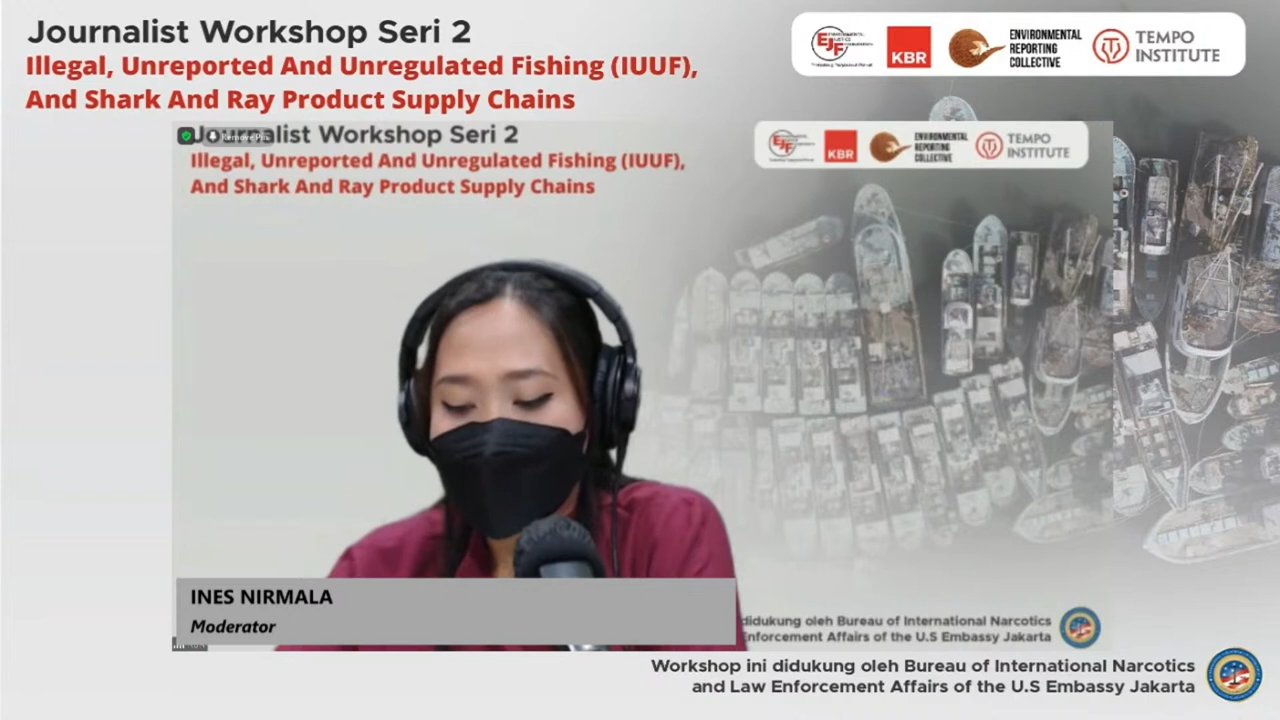 Journalist Workshop Seri 2
Illegal, Unreported And Unregulated Fishing (IUUF),
And Shark And Ray Product Supply Chains
EJF
KBR
ENVIRONMENTAL
REPORTING
COLLECTIVE
TEMPO
INSTITUTE
Remove Pin
Journalist Workshop Seri 2
Illegal, Unreported And Unregulated Fishing (IUUF),
And Shark And Ray Product Supply Chains
EJF
KBR
ENVIRONMENTAL
REPORTING
COLLECTIVE
TEMPO
INSTITUTE
INES NIRMALA
Moderator
didukung oleh Bureau of International Narcotics
Enforcement Affairs of the U.S Embassy Jakarta
Workshop ini didukung oleh Bureau of International Narcotics
and Law Enforcement Affairs of the U.S Embassy Jakarta